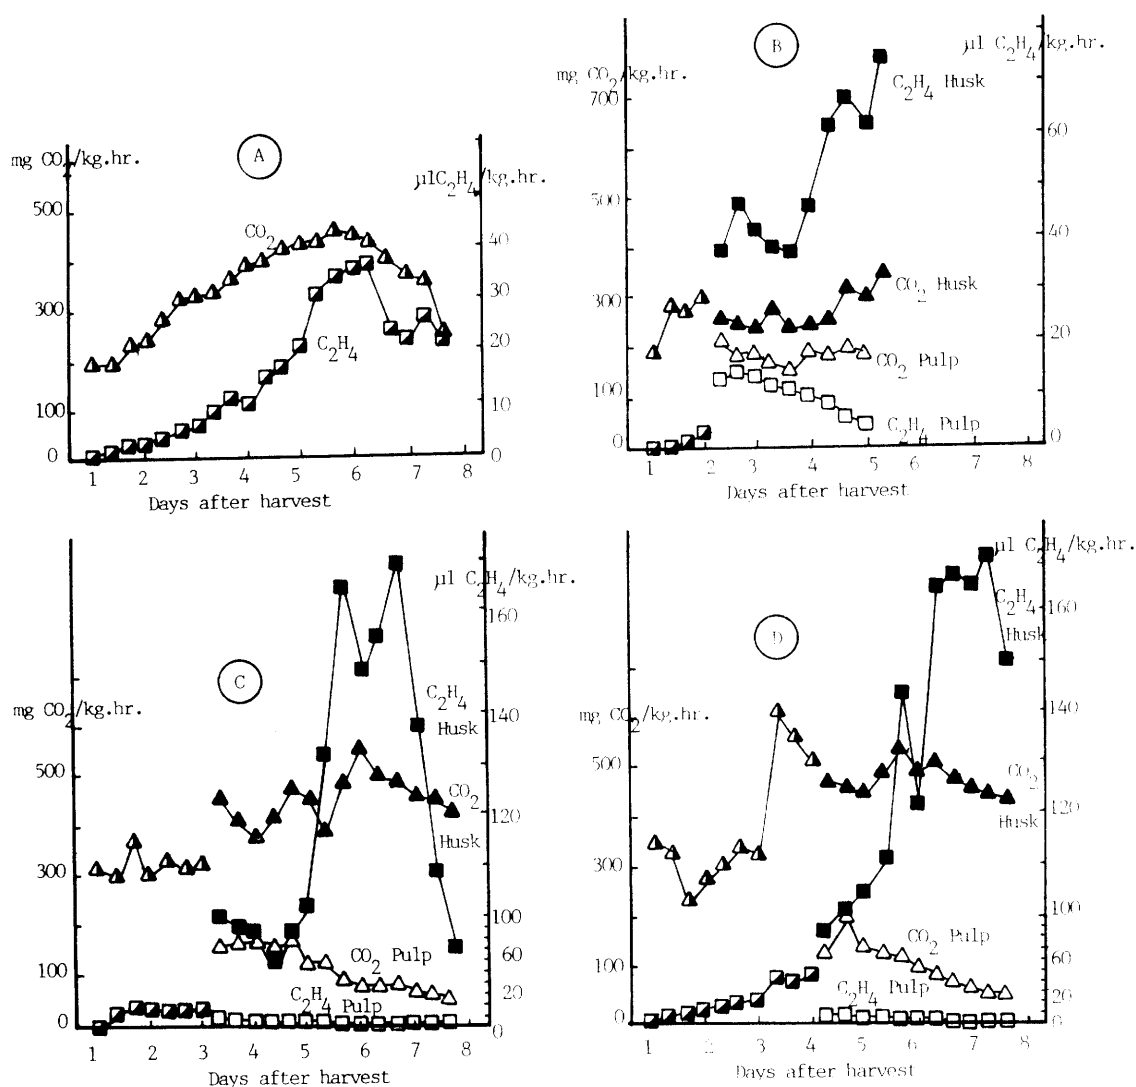 A
mg CO2/kg.hr.
µlC2H4/kg.hr.
500
300
100
0
40
30
20
10
0
CO2
C2H4
1 2 3 4 5 6 7 8
Days after harvest
B
mg CO2/kg.hr.
µl C2H4/kg.hr.
700
500
300
100
0
60
40
20
0
C2H4 Husk
CO2 Husk
CO2 Pulp
C2H4 Pulp
1 2 3 4 5 6 8
Days after harvest
C
mg CO2/kg.hr.
µl C2H4/kg.hr.
500
300
100
0
160
140
120
100
60
20
0
C2H4
Husk
CO2
Husk
CO2 Pulp
C2H4 Pulp
1 2 3 4 5 6 7 8
Days after harvest
D
mg CO2/kg.hr.
µl C2H4/kg.hr.
500
300
100
0
160
140
120
100
60
20
0
C2H4
Husk
CO2
Husk
CO2 Pulp
C2H4 Pulp
1 2 3 4 5 6 7 8
Days after harvest